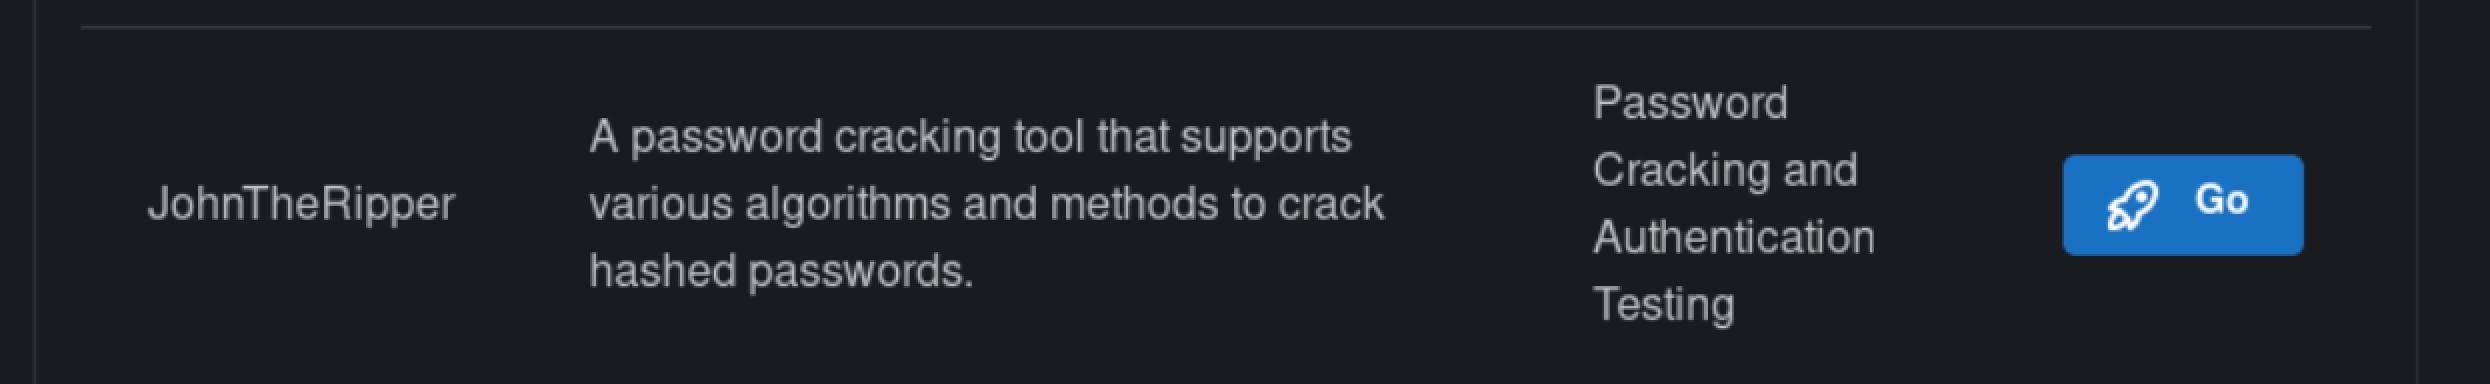 JohnTheRipper
A password cracking tool that supports
various algorithms and methods to crack
hashed passwords.
Password
Cracking and
Authentication
Testing
Go